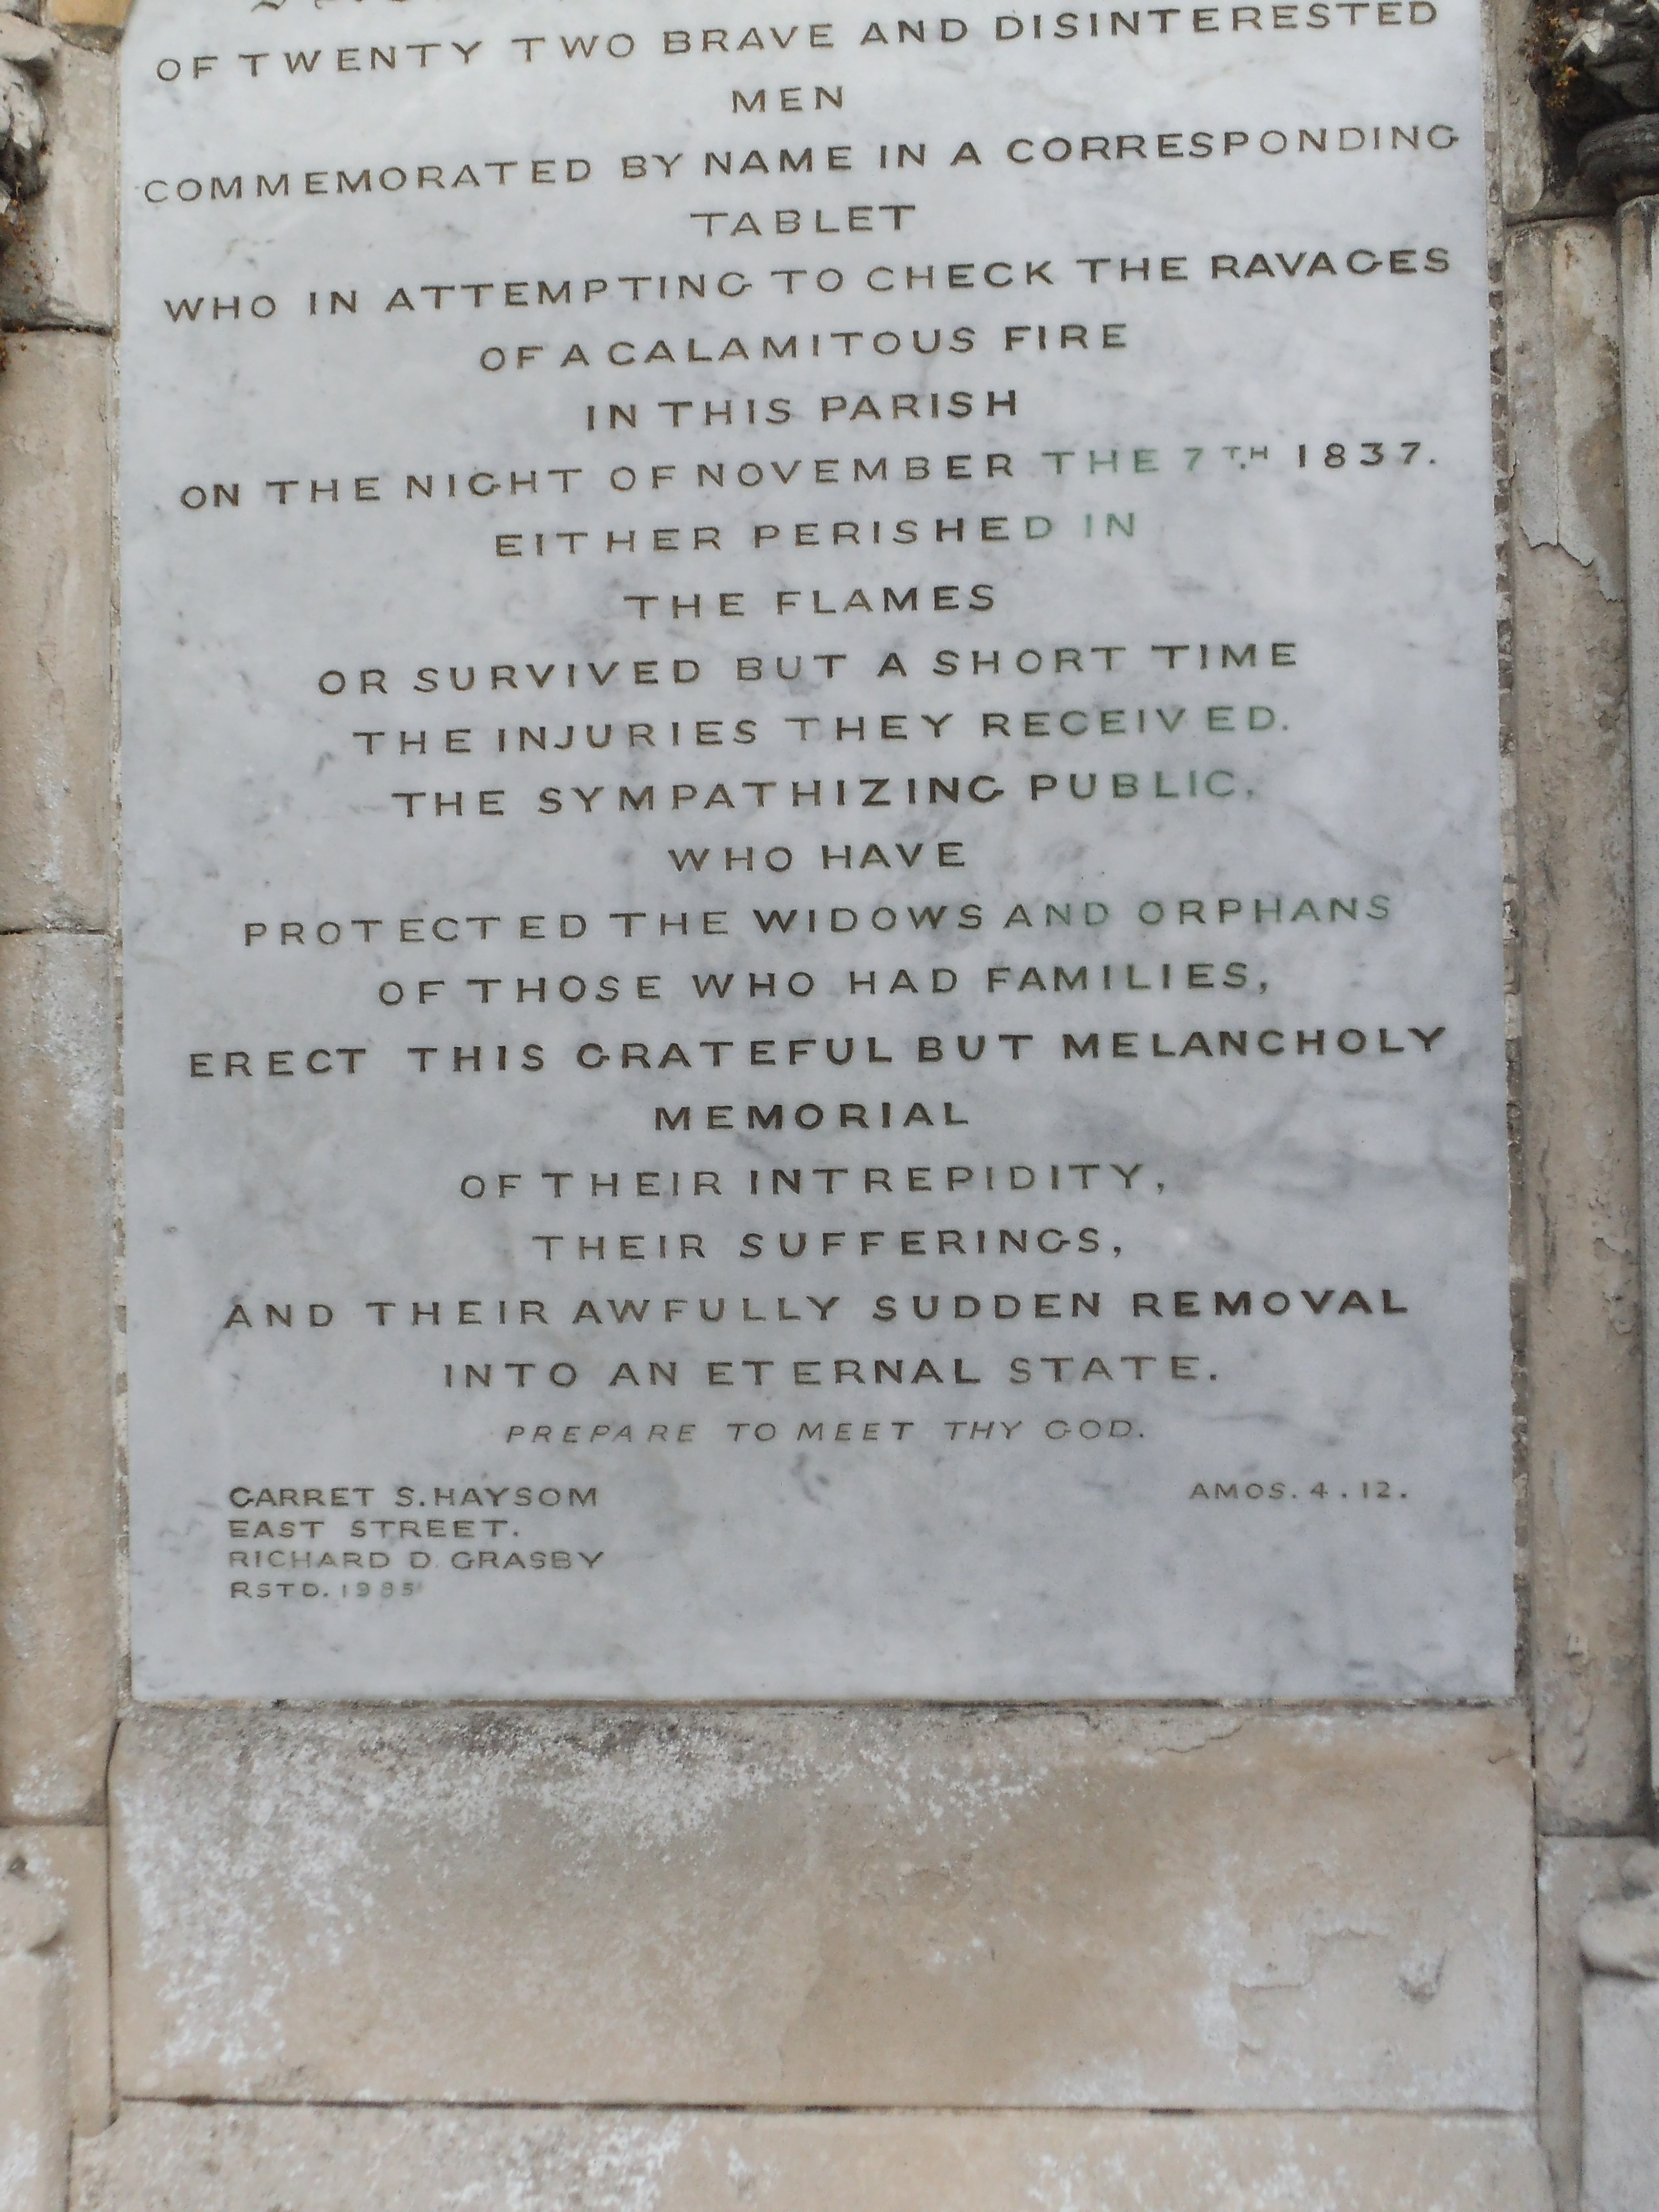 OF TWENTY TWO BRAVE AND DISINTERESTED
MEN
COMMEMORATED BY NAME IN A CORRESPONDING
TABLET
WHO IN ATTEMPTING TO CHECK THE RAVAGES
OF A CALAMITOUS FIRE
IN THIS PARISH
ON THE NIGHT OF NOVEMBER THE 7TH 1837.
EITHER PERISHED IN
THE FLAMES
OR SURVIVED BUT A SHORT TIME
THE INJURIES THEY RECEIVED.
THE SYMPATHIZING PUBLIC,
WHO HAVE
PROTECTED THE WIDOWS AND ORPHANS
OF THOSE WHO HAD FAMILIES,
ERECT THIS GRATEFUL BUT MELANCHOLY
MEMORIAL
OF THEIR INTREPIDITY,
THEIR SUFFERINGS,
AND THEIR AWFULLY SUDDEN REMOVAL
INTO AN ETERNAL STATE.
PREPARE TO MEET THY GOD.
AMOS. 4. 12.
GARRET S. HAYSOM
EAST STREET.
RICHARD D. GRASBY
RSTD. 1985